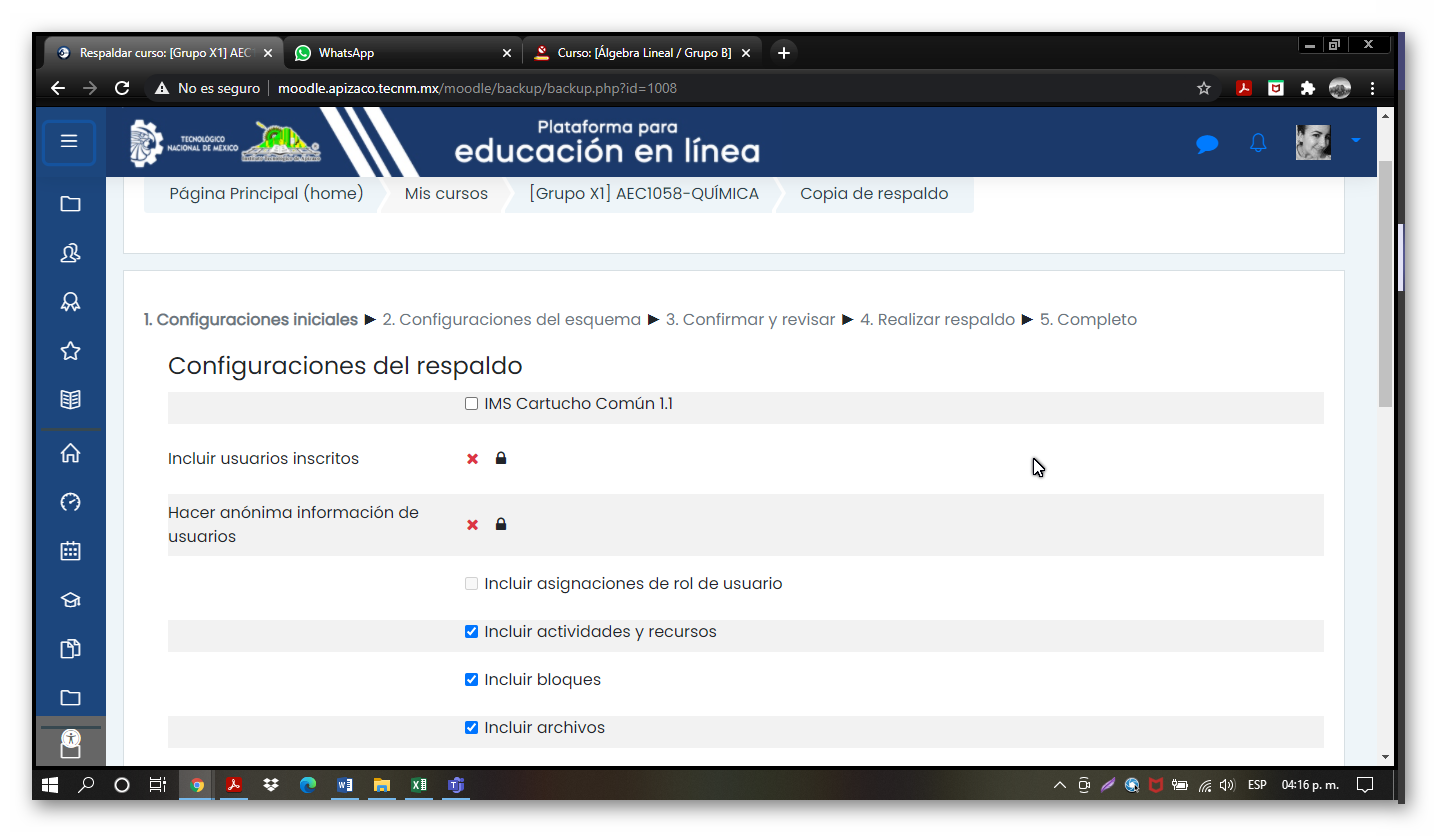 Respaldar curso: [Grupo X1] AEC
WhatsApp
Curso: [Álgebra Lineal / Grupo B]
No es seguro
moodle.apizaco.tecnm.mx/moodle/backup/backup.php?id=1008
TECNOLÓGICO
NACIONAL DE MÉXICO
Plataforma para
educación en línea
Página Principal (home)
Mis cursos
[Grupo X1] AEC1058-QUÍMICA
Copia de respaldo
1. Configuraciones iniciales ► 2. Configuraciones del esquema ► 3. Confirmar y revisar ► 4. Realizar respaldo ► 5. Completo
Configuraciones del respaldo
IMS Cartucho Común 1.1
Incluir usuarios inscritos
Hacer anónima información de
usuarios
Incluir asignaciones de rol de usuario
Incluir actividades y recursos
Incluir bloques
Incluir archivos
ESP
04:16 p. m.